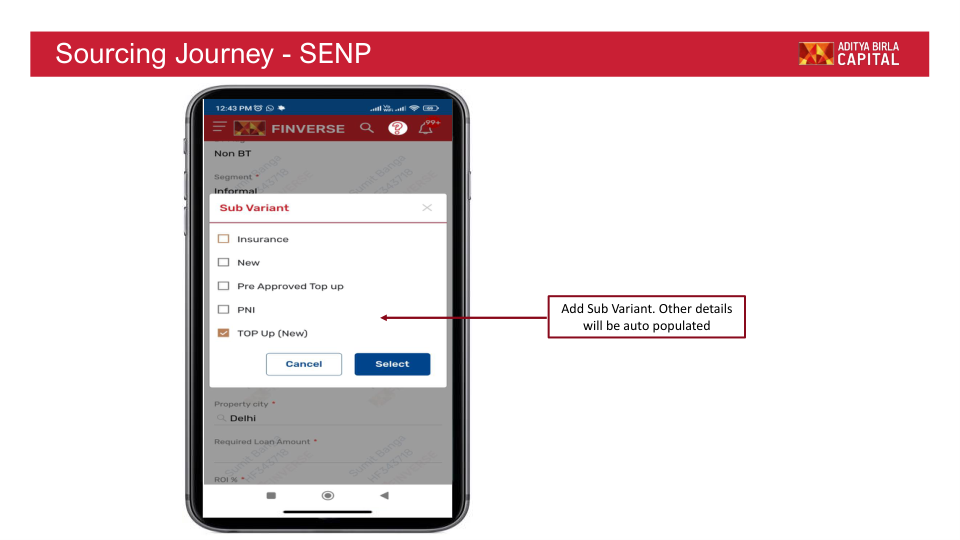 Sourcing Journey - SENP
ADITYA BIRLA
CAPITAL
12:43 PM
FINVERSE
99+
Non BT
Segment *
Informal
Sub Variant
Insurance
New
Pre Approved Top up
PNI
TOP Up (New)
Cancel
Select
Add Sub Variant. Other details
will be auto populated
Property city *
Delhi
Required Loan Amount *
ROI % *
Sumit Banga